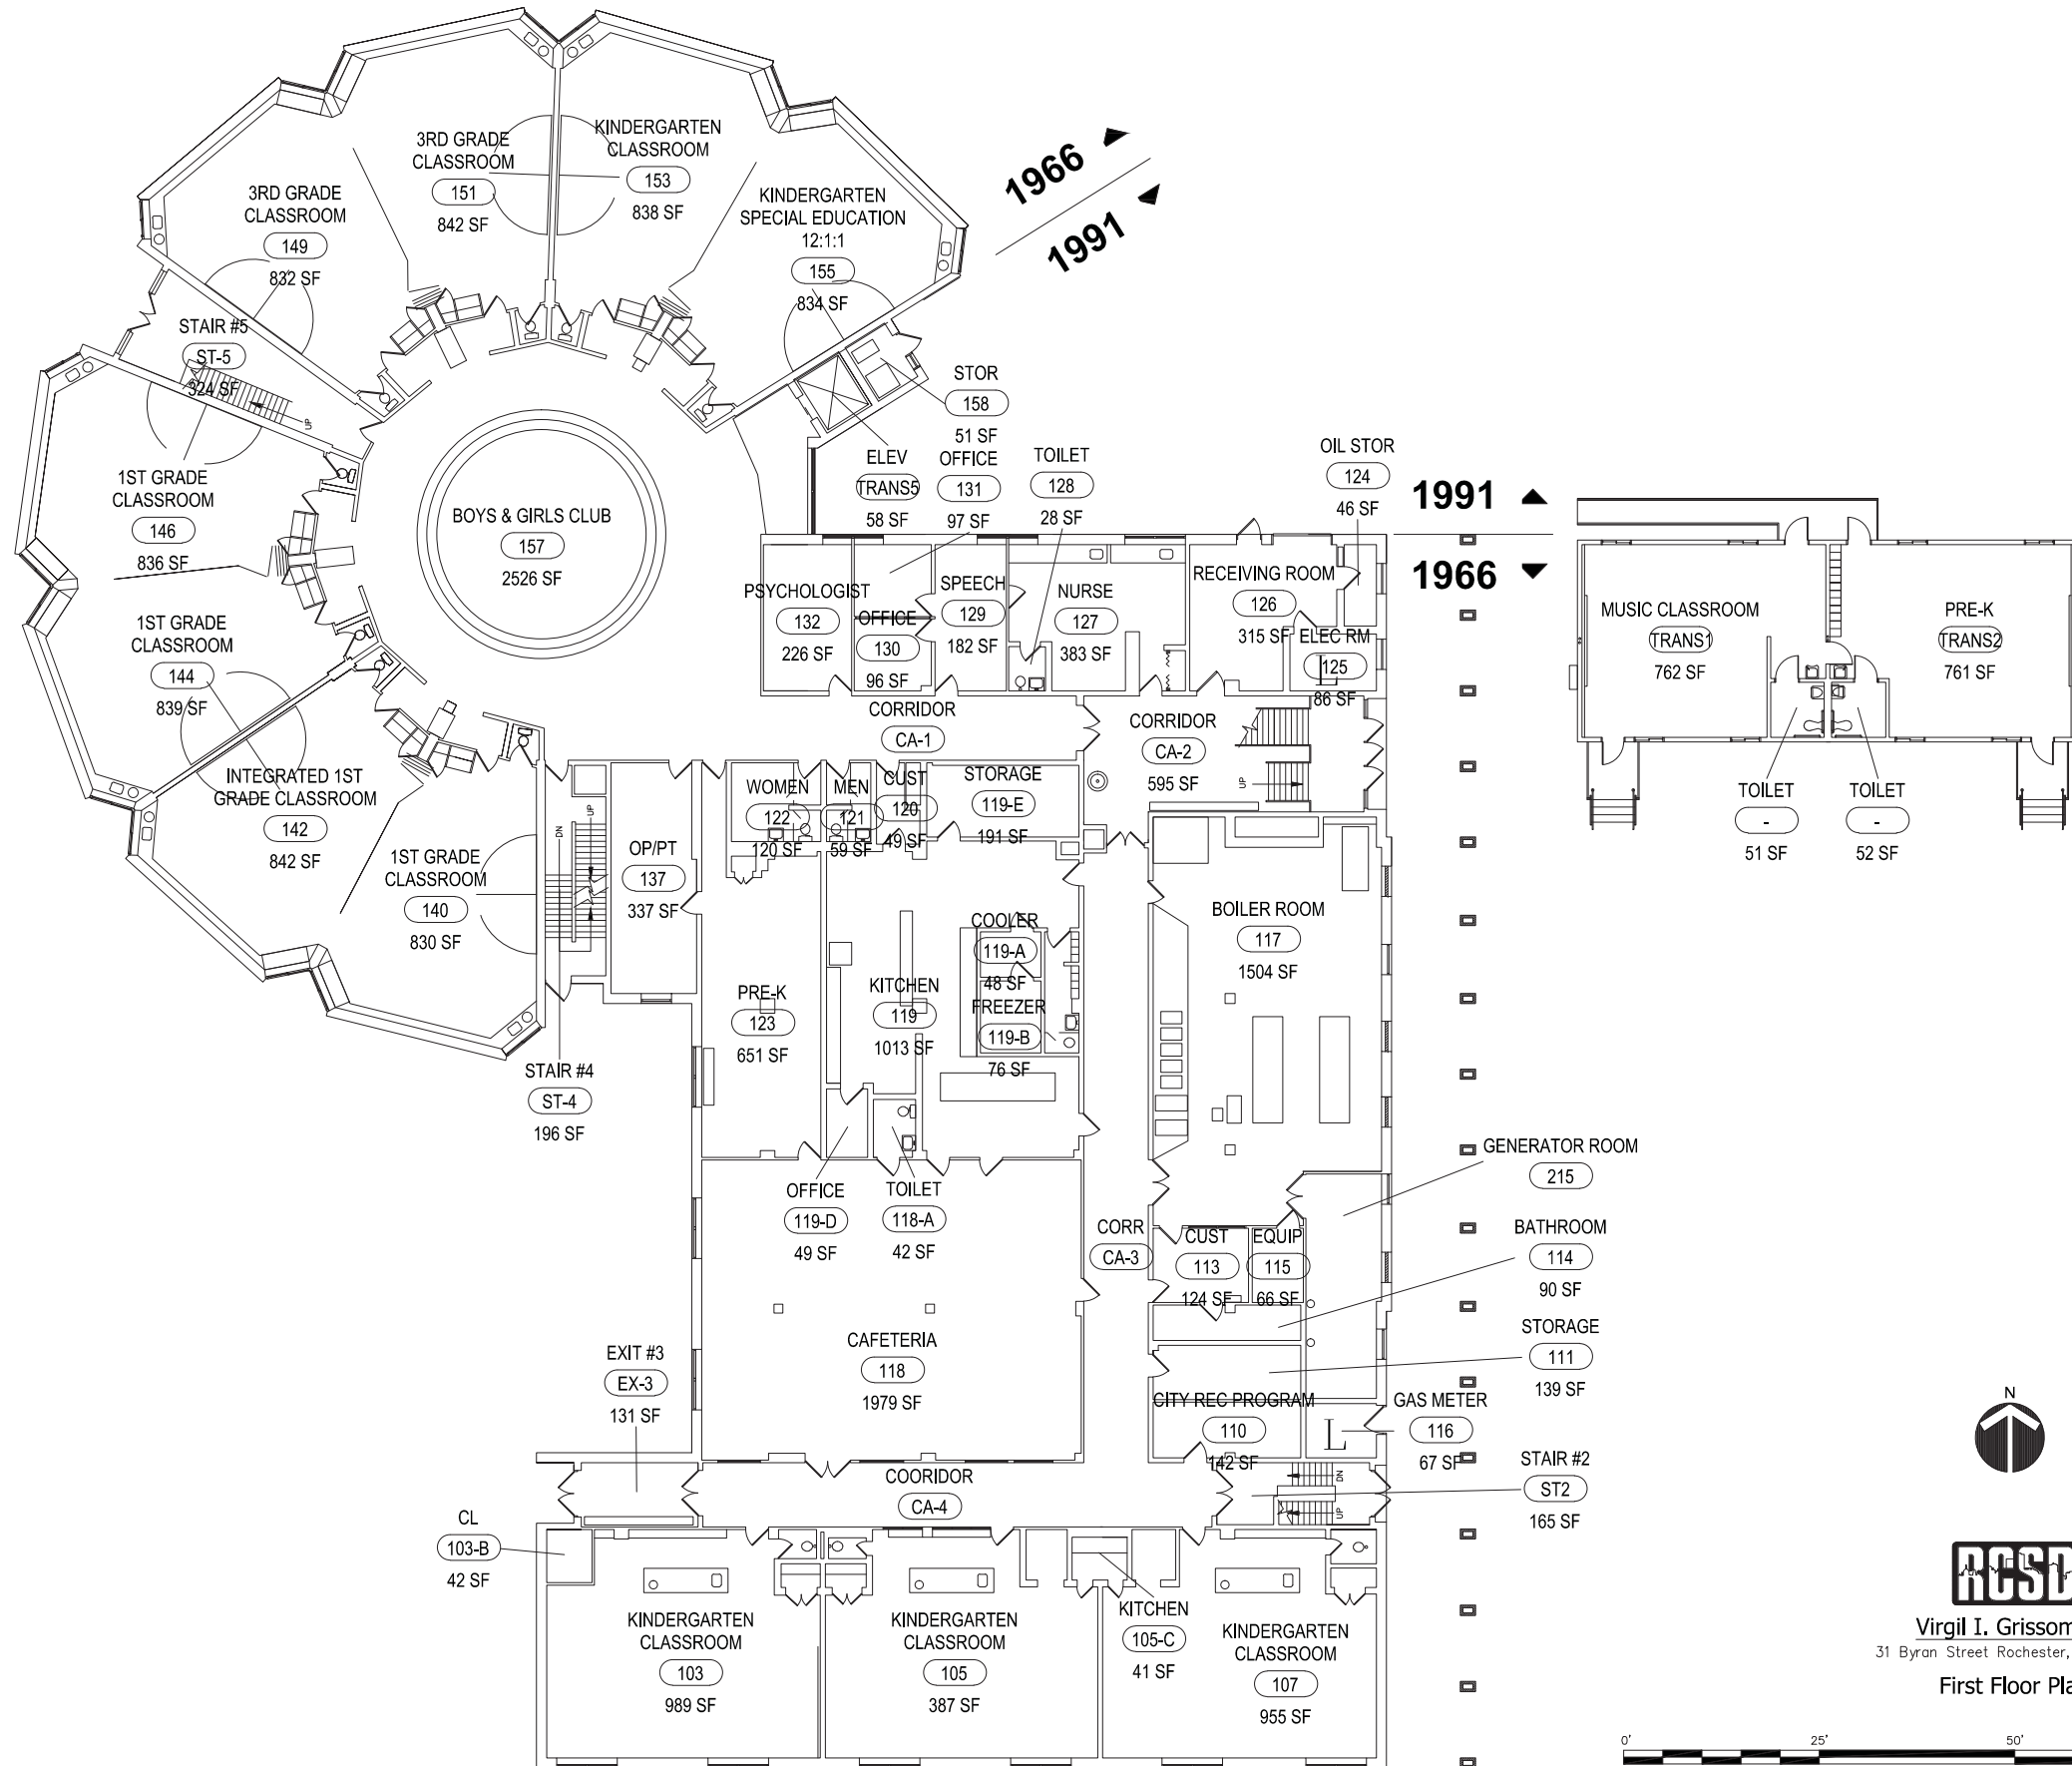 3RD GRADE
CLASSROOM
151
842 SF
KINDERGARTEN
CLASSROOM
153
838 SF
1966
1991
3RD GRADE
CLASSROOM
149
832 SF
KINDERGARTEN
SPECIAL EDUCATION
12:1:1
155
834 SF
STAIR #5
ST-5
324 SF
UP
STOR
158
51 SF
1ST GRADE
CLASSROOM
146
836 SF
BOYS & GIRLS CLUB
157
2526 SF
ELEV
TRANS5
58 SF
OFFICE
131
97 SF
TOILET
128
28 SF
OIL STOR
124
46 SF
1991
1966
PSYCHOLOGIST
132
226 SF
OFFICE
130
96 SF
SPEECH
129
182 SF
NURSE
127
383 SF
RECEIVING ROOM
126
315 SF
ELEC RM
125
86 SF
L
MUSIC CLASSROOM
TRANS1
762 SF
PRE-K
TRANS2
761 SF
1ST GRADE
CLASSROOM
144
839 SF
CORRIDOR
CA-1
CORRIDOR
CA-2
595 SF
UP
TOILET
-
51 SF
TOILET
-
52 SF
INTEGRATED 1ST
GRADE CLASSROOM
142
842 SF
1ST GRADE
CLASSROOM
140
830 SF
DN
UP
OP/PT
137
337 SF
WOMEN
122
120 SF
MEN
121
59 SF
CUST
120
49 SF
STORAGE
119-E
191 SF
PRE-K
123
651 SF
KITCHEN
119
1013 SF
COOLER
119-A
48 SF
FREEZER
119-B
76 SF
BOILER ROOM
117
1504 SF
STAIR #4
ST-4
196 SF
OFFICE
119-D
49 SF
TOILET
118-A
42 SF
CORR
CA-3
CUST
113
124 SF
EQUIP
115
66 SF
GENERATOR ROOM
215
BATHROOM
114
90 SF
STORAGE
111
139 SF
CAFETERIA
118
1979 SF
EXIT #3
EX-3
131 SF
CITY REC PROGRAM
110
142 SF
L
GAS METER
116
67 SF
STAIR #2
ST2
165 SF
DN
UP
COORIDOR
CA-4
CL
103-B
42 SF
KINDERGARTEN
CLASSROOM
103
989 SF
KINDERGARTEN
CLASSROOM
105
387 SF
KITCHEN
105-C
41 SF
KINDERGARTEN
CLASSROOM
107
955 SF
N
RCSD
Virgil I. Grissom
31 Byran Street Rochester,
First Floor Pla
0' 25' 50'